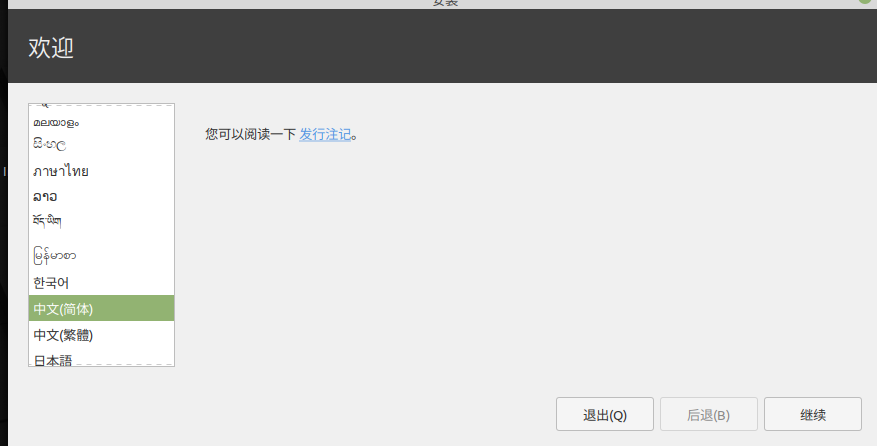 安装
欢迎
മലയാളം
සිංහල
ภาษาไทย
ລາວ
བོད་ཡིག
မြန်မာစာ
한국어
中文(简体)
中文(繁體)
日本語
您可以阅读一下 发行注记。
退出(Q)
后退(B)
继续